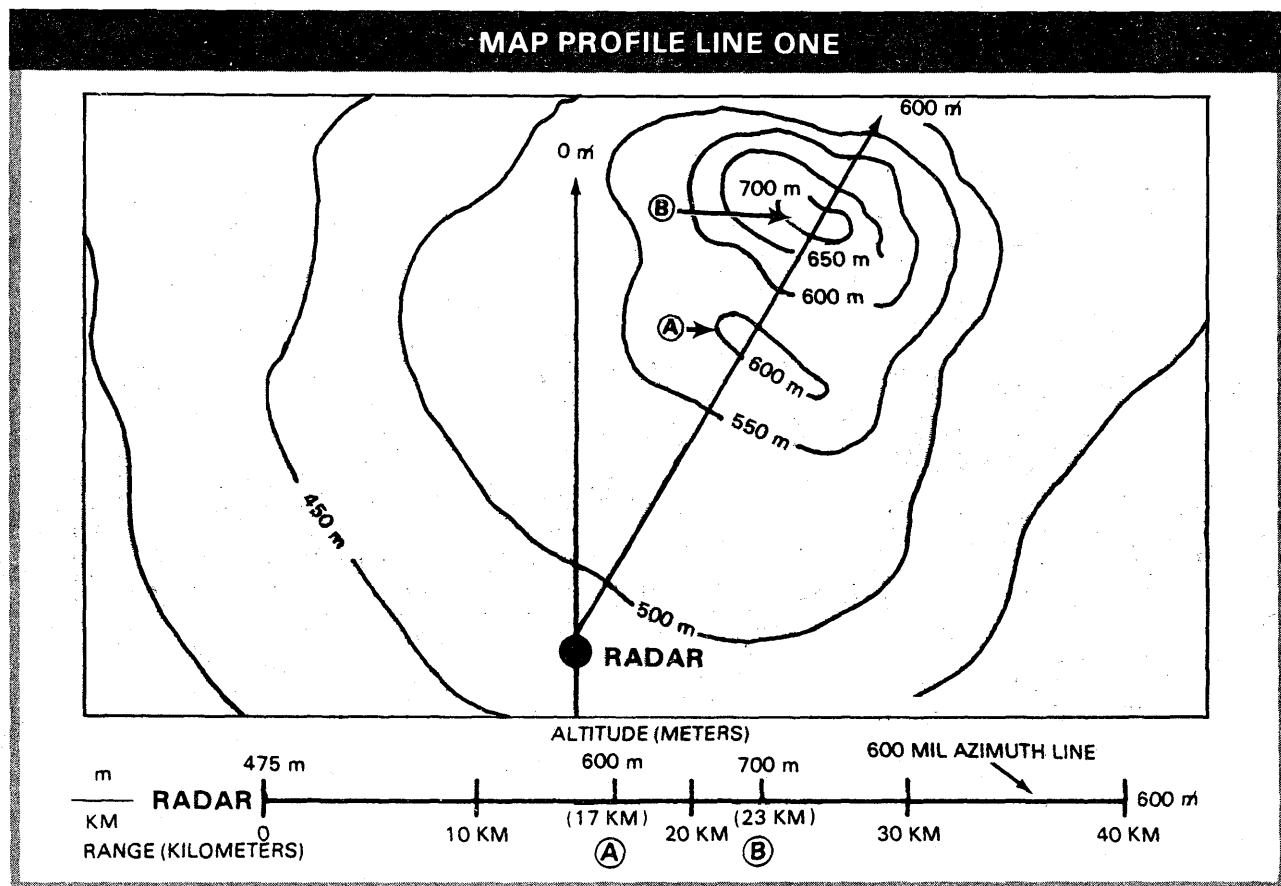 MAP PROFILE LINE ONE
600 m̸
0 m̸
700 m
B
650 m
600 m
A
600 m
550 m
450 m
500 m
RADAR
ALTITUDE (METERS)
m
475 m
600 m
700 m
600 MIL AZIMUTH LINE
RADAR
600 m̸
KM
0
10 KM
(17 KM)
20 KM
(23 KM)
30 KM
40 KM
RANGE (KILOMETERS)
A
B